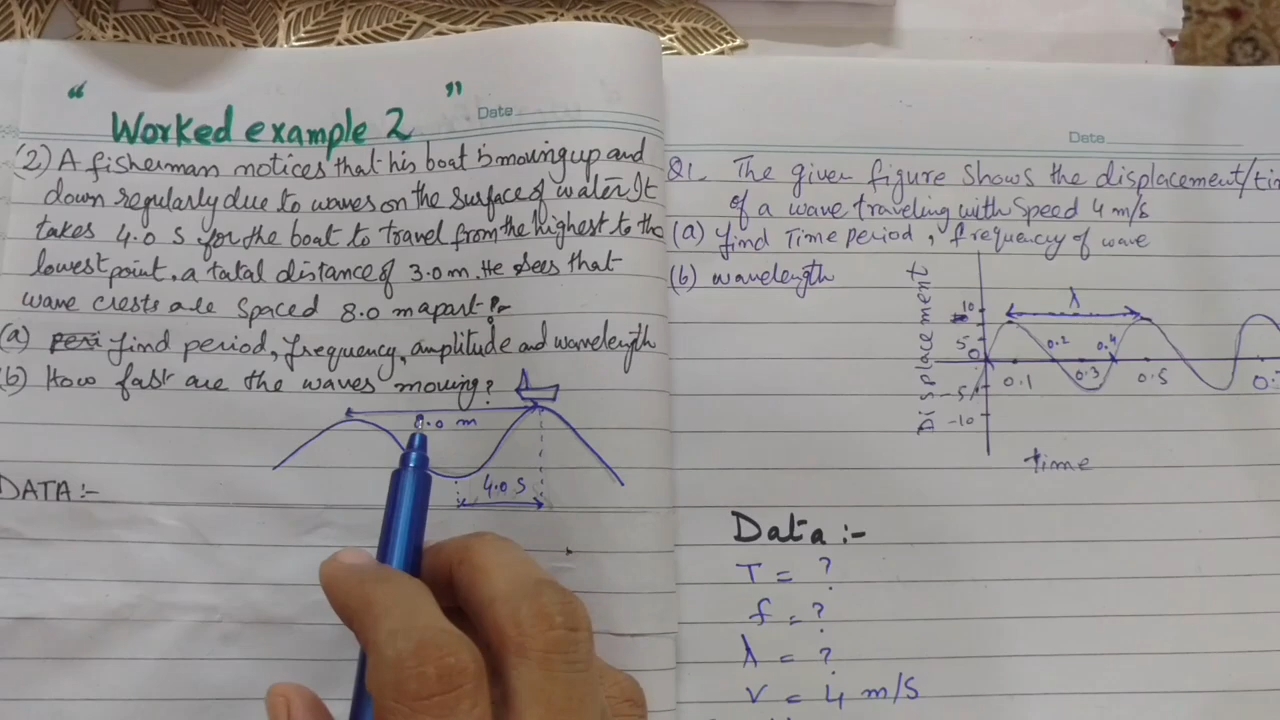 “ Worked example 2 ”
Date
(2) A fisherman notices that his boat is moving up and
down regularly due to waves on the surface of water. It
takes 4.0 S for the boat to travel from the highest to the
lowest point, a total distance of 3.0 m. He sees that
wave crests are spaced 8.0 m apart:-
(a) find period, frequency, amplitude and wavelength
(b) How fast are the waves moving?
8.0 m
4.0 S
DATA:-
Date
Q1- The given figure shows the displacement/
of a wave traveling with speed 4 m/s
(a) find Time period, frequency of wave
(b) wavelength
Displacement
λ
10
5
0
-5
-10
0.1
0.2
0.3
0.4
0.5
time
Data :-
T = ?
f = ?
λ = ?
V = 4 m/S